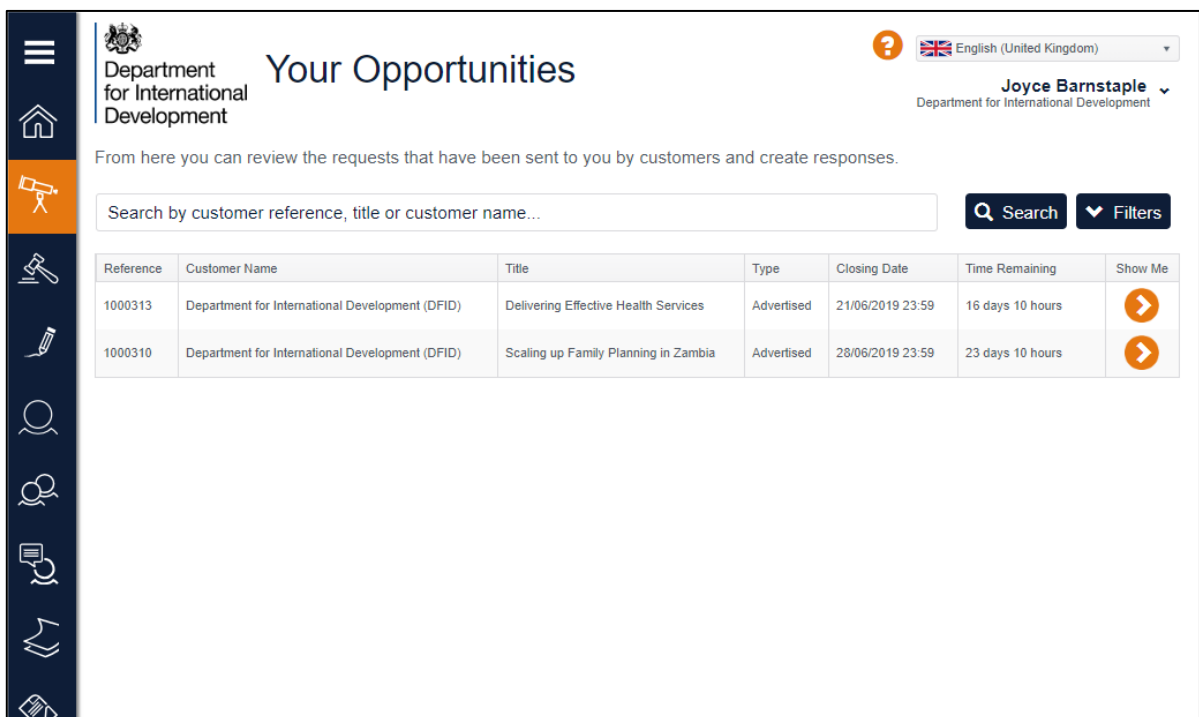 Department
for International
Development
Your Opportunities
?
English (United Kingdom)
Joyce Barnstaple
Department for International Development
From here you can review the requests that have been sent to you by customers and create responses.
Search by customer reference, title or customer name...
Search
Filters
Reference Customer Name Title Type Closing Date Time Remaining Show Me
1000313 Department for International Development (DFID) Delivering Effective Health Services Advertised 21/06/2019 23:59 16 days 10 hours
1000310 Department for International Development (DFID) Scaling up Family Planning in Zambia Advertised 28/06/2019 23:59 23 days 10 hours